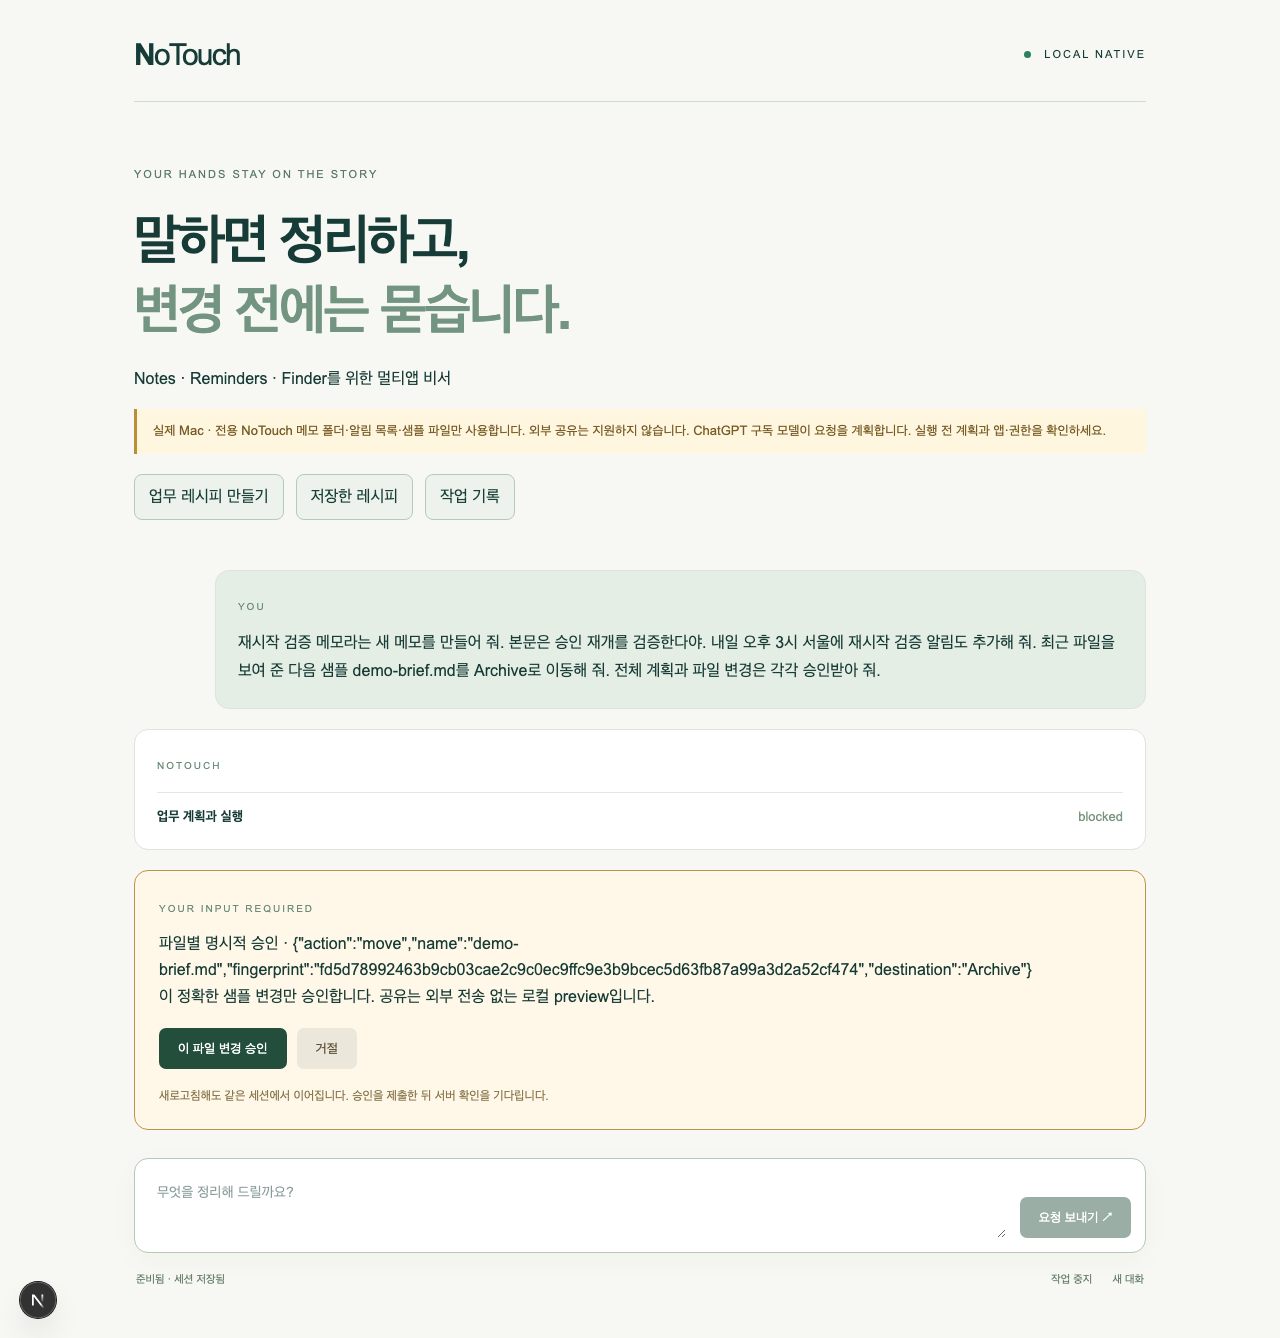 NoTouch
LOCAL NATIVE
YOUR HANDS STAY ON THE STORY
말하면 정리하고,
변경 전에는 묻습니다.
Notes · Reminders · Finder를 위한 멀티앱 비서
실제 Mac · 전용 NoTouch 메모 폴더·알림 목록·샘플 파일만 사용합니다. 외부 공유는 지원하지 않습니다. ChatGPT 구독 모델이 요청을 계획합니다. 실행 전 계획과 앱·권한을 확인하세요.
업무 레시피 만들기
저장한 레시피
작업 기록
YOU
재시작 검증 메모라는 새 메모를 만들어 줘. 본문은 승인 재개를 검증한다야. 내일 오후 3시 서울에 재시작 검증 알림도 추가해 줘. 최근 파일을
보여 준 다음 샘플 demo-brief.md를 Archive로 이동해 줘. 전체 계획과 파일 변경은 각각 승인받아 줘.
NOTOUCH
업무 계획과 실행
blocked
YOUR INPUT REQUIRED
파일별 명시적 승인 · {"action":"move","name":"demo-
brief.md","fingerprint":"fd5d78992463b9cb03cae2c9c0ec9ffc9e3b9bcec5d63fb87a99a3d2a52cf474","destination":"Archive"}
이 정확한 샘플 변경만 승인합니다. 공유는 외부 전송 없는 로컬 preview입니다.
이 파일 변경 승인
거절
새로고침해도 같은 세션에서 이어집니다. 승인을 제출한 뒤 서버 확인을 기다립니다.
무엇을 정리해 드릴까요?
요청 보내기 ↗
준비됨 · 세션 저장됨
작업 중지
새 대화
N